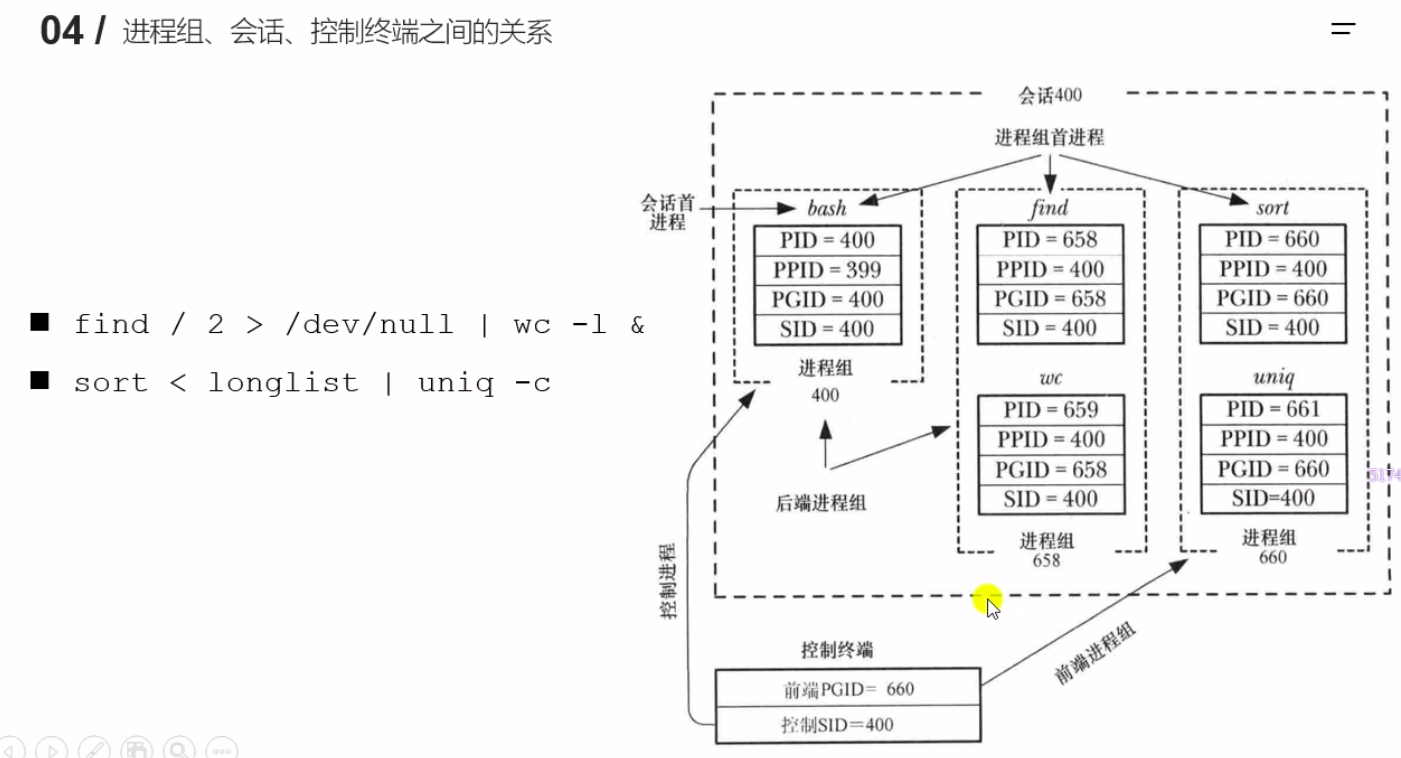 04 / 进程组、会话、控制终端之间的关系
■ find / 2 > /dev/null | wc -l &
■ sort < longlist | uniq -c
会话400
进程组首进程
会话首
进程
bash
PID = 400
PPID = 399
PGID = 400
SID = 400
进程组
400
find
PID = 658
PPID = 400
PGID = 658
SID = 400
wc
PID = 659
PPID = 400
PGID = 658
SID = 400
进程组
658
sort
PID = 660
PPID = 400
PGID = 660
SID = 400
uniq
PID = 661
PPID = 400
PGID = 660
SID=400
进程组
660
后端进程组
控制进程
前端进程组
控制终端
前端PGID= 660
控制SID=400